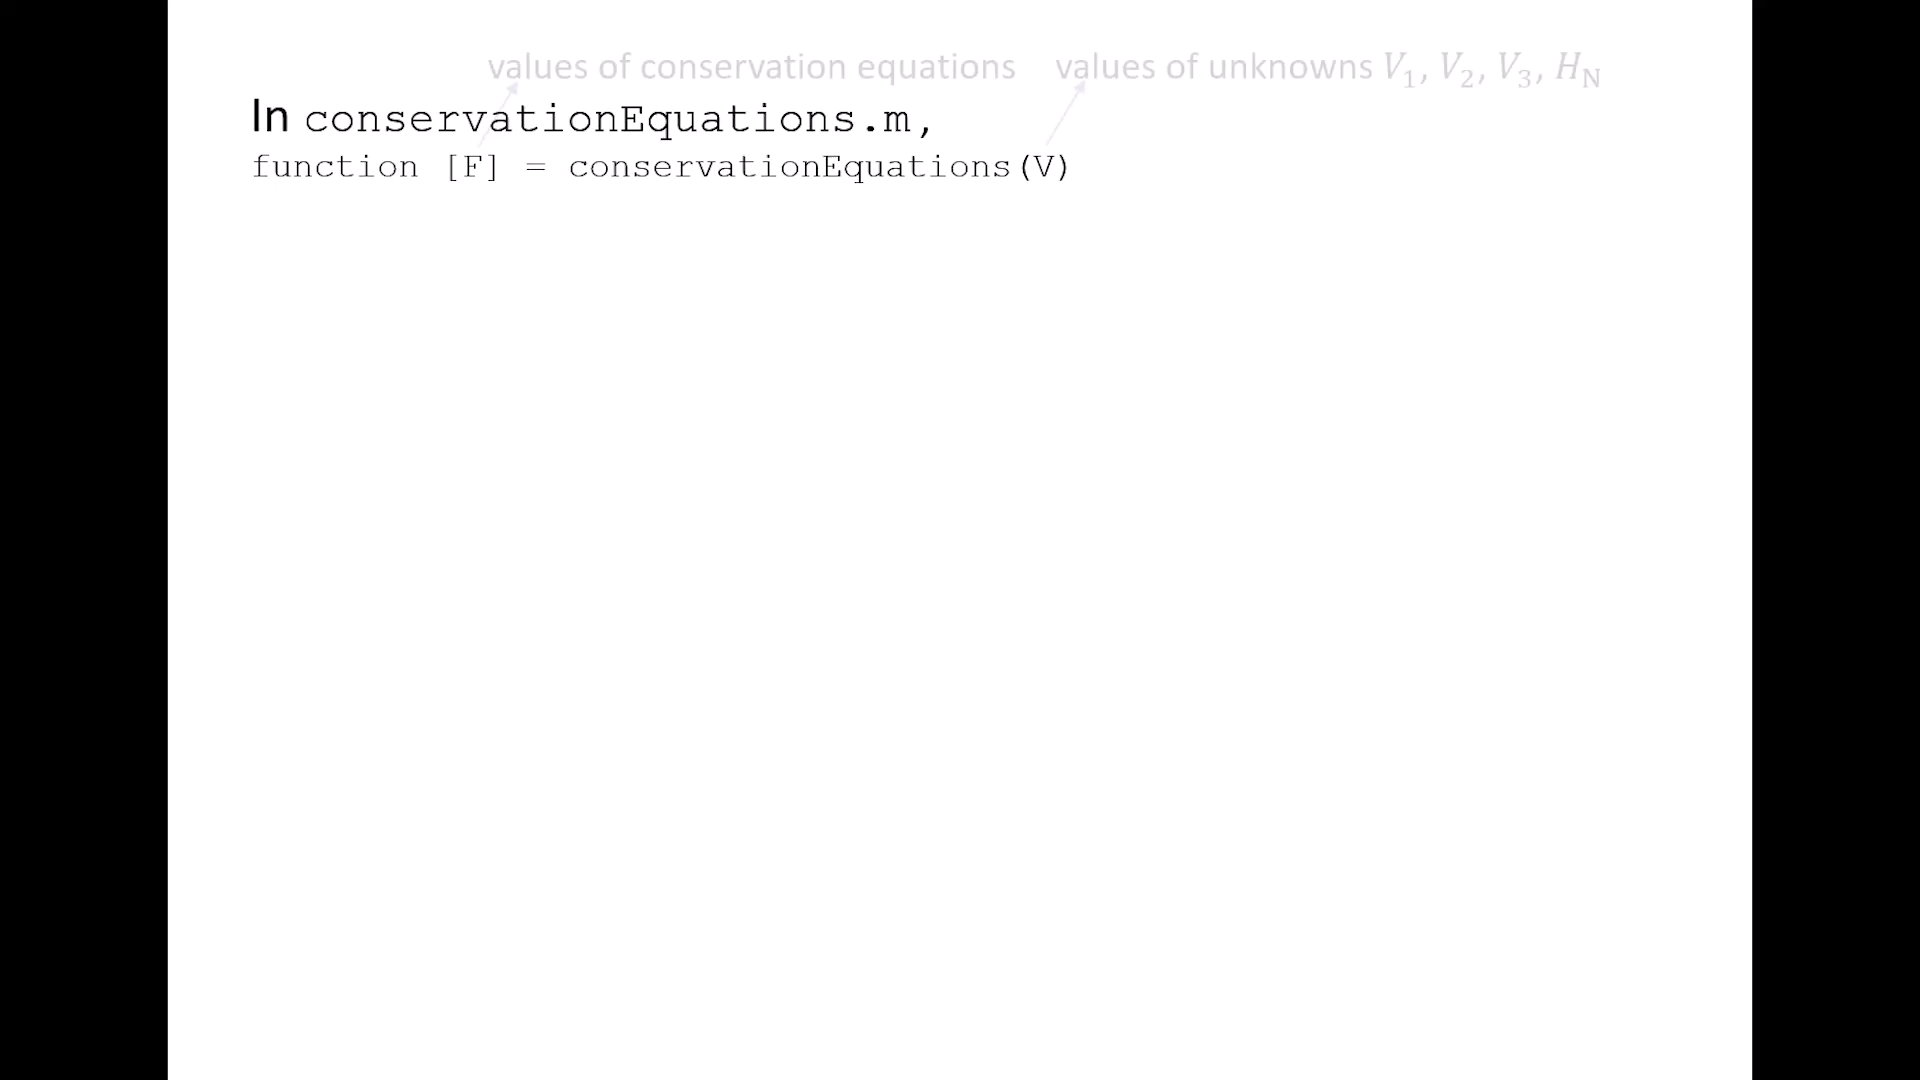 values of conservation equations values of unknowns V₁, V₂, V₃, H_N
In conservationEquations.m,
function [F] = conservationEquations(V)